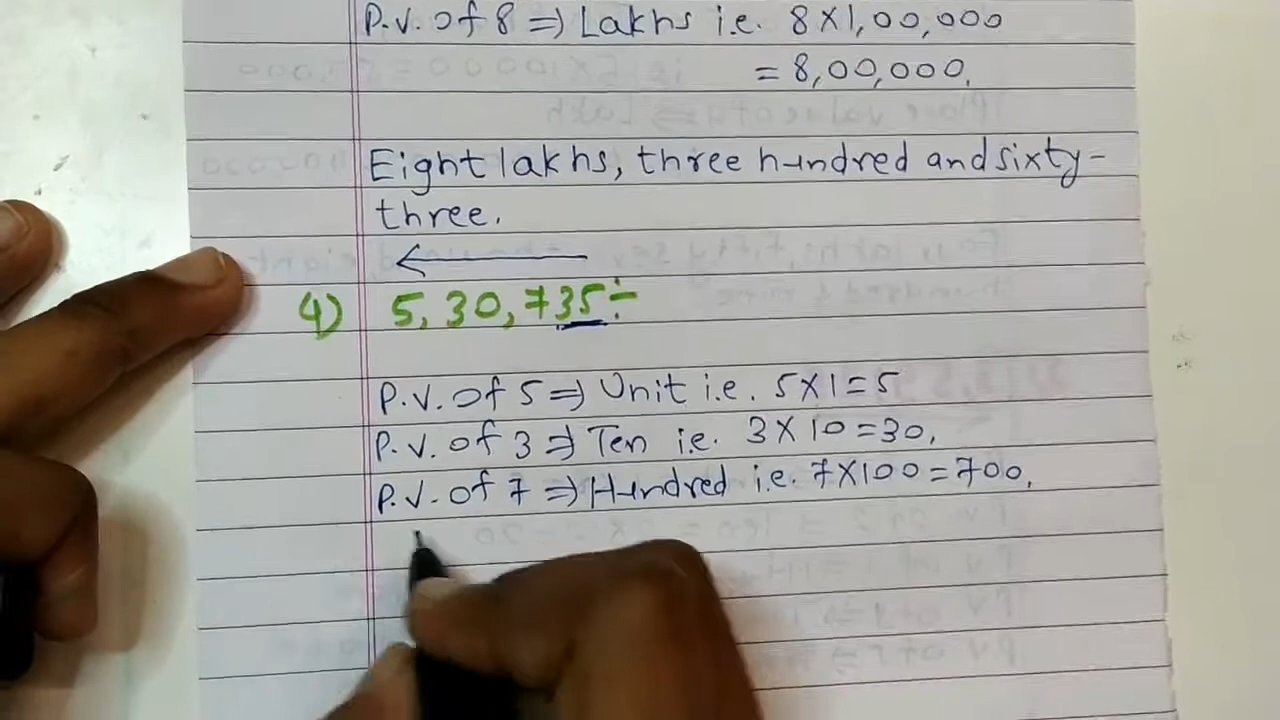 P.V. Of 8 ⇒ Lakhs i.e. 8×1,00,000
= 8,00,000.
Eight lakhs, three hundred and sixty-
three.
4) 5,30,735÷
P.V. Of 5 ⇒ Unit i.e. 5×1=5
P.V. of 3 ⇒ Ten i.e. 3×10=30.
P.V. of 7 ⇒ Hundred i.e. 7×100=700.